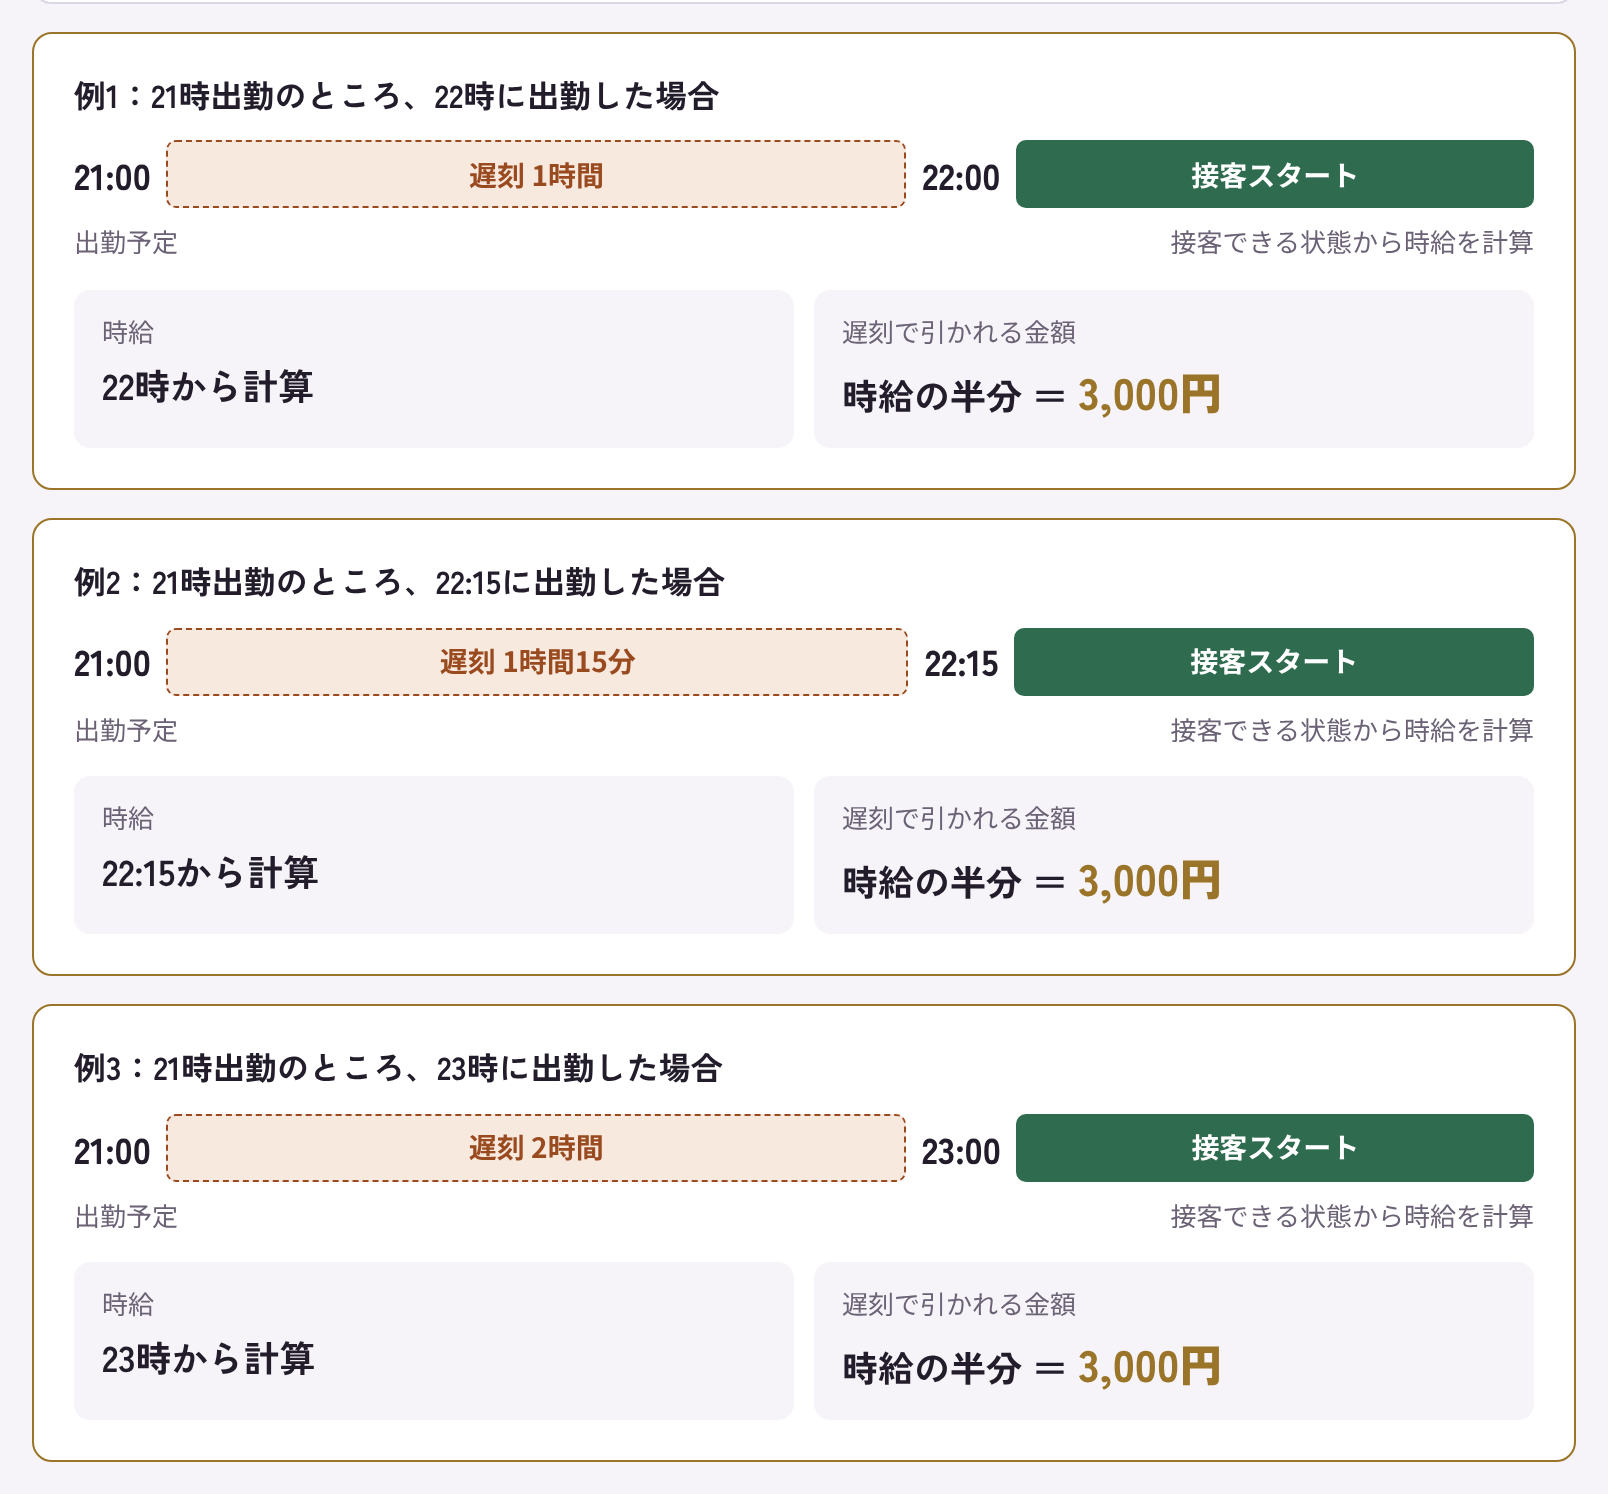 例1：21時出勤のところ、22時に出勤した場合
21:00 遅刻 1時間 22:00 接客スタート
出勤予定 接客できる状態から時給を計算
時給 遅刻で引かれる金額
22時から計算 時給の半分 ＝ 3,000円
例2：21時出勤のところ、22:15に出勤した場合
21:00 遅刻 1時間15分 22:15 接客スタート
出勤予定 接客できる状態から時給を計算
時給 遅刻で引かれる金額
22:15から計算 時給の半分 ＝ 3,000円
例3：21時出勤のところ、23時に出勤した場合
21:00 遅刻 2時間 23:00 接客スタート
出勤予定 接客できる状態から時給を計算
時給 遅刻で引かれる金額
23時から計算 時給の半分 ＝ 3,000円